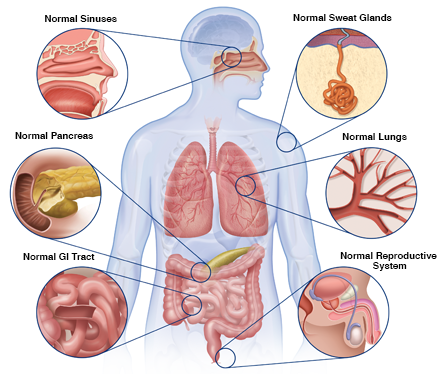 Normal Sinuses
Normal Sweat Glands
Normal Pancreas
Normal Lungs
Normal GI Tract
Normal Reproductive
System